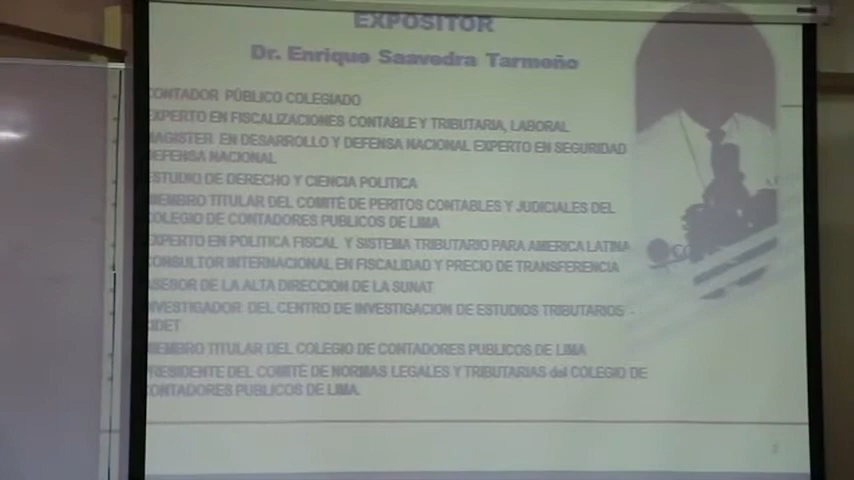 EXPOSITOR
Dr. Enrique Saavedra Tarmeño
CONTADOR PÚBLICO COLEGIADO
EXPERTO EN FISCALIZACIONES CONTABLE Y TRIBUTARIA, LABORAL
MAGISTER EN DESARROLLO Y DEFENSA NACIONAL EXPERTO EN SEGURIDAD
DEFENSA NACIONAL
ESTUDIO DE DERECHO Y CIENCIA POLITICA
MIEMBRO TITULAR DEL COMITÉ DE PERITOS CONTABLES Y JUDICIALES DEL
COLEGIO DE CONTADORES PUBLICOS DE LIMA
EXPERTO EN POLITICA FISCAL Y SISTEMA TRIBUTARIO PARA AMERICA LATINA
CONSULTOR INTERNACIONAL EN FISCALIDAD Y PRECIO DE TRANSFERENCIA
ASESOR DE LA ALTA DIRECCION DE LA SUNAT
INVESTIGADOR DEL CENTRO DE INVESTIGACION DE ESTUDIOS TRIBUTARIOS -
CIDET
MIEMBRO TITULAR DEL COLEGIO DE CONTADORES PUBLICOS DE LIMA
PRESIDENTE DEL COMITÉ DE NORMAS LEGALES Y TRIBUTARIAS del COLEGIO DE
CONTADORES PUBLICOS DE LIMA.